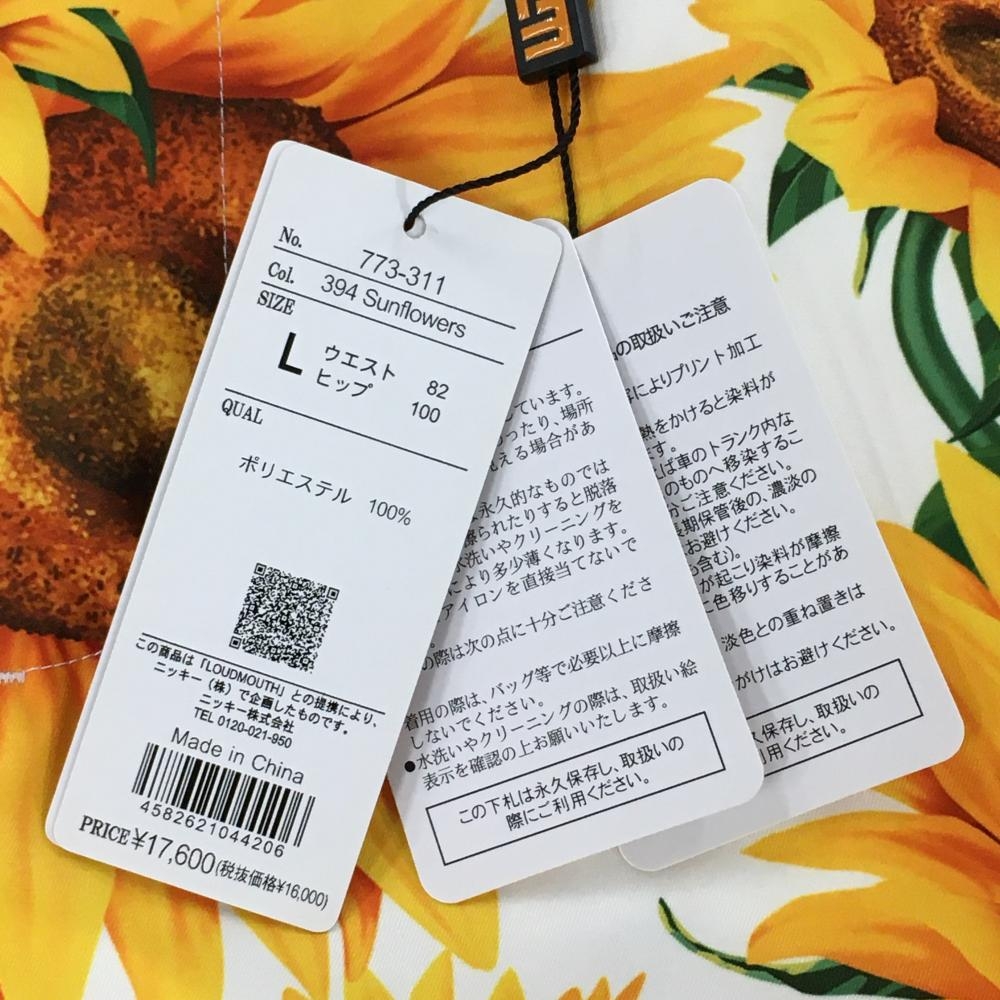 No. 773-311
Col. 394 Sunflowers
SIZE
L ウエスト 82
ヒップ 100
QUAL
ポリエステル 100%
この商品は「LOUDMOUTH」との提携により、
ニッキー(株)で企画したものです。
ニッキー株式会社
TEL 0120-021-950
Made in China
4582621044206
PRICE ¥17,600(税抜価格¥16,000)
ています。
ったり、場所
える場合があ
永久的なものでは
られたりすると脱落
洗いやクリーニングを
により多少薄くなります。
アイロンを直接当てないで
の際は次の点に十分ご注意くださ
着用の際は、バッグ等で必要以上に摩擦
しないでください。
●水洗いやクリーニングの際は、取扱い絵
表示を確認の上お願いいたします。
この下札は永久保存し、取扱いの
際にご利用ください。
の取扱いご注意
によりプリント加工
熱をかけると染料が
す。
ば車のトランク内な
のものへ移染するこ
ご注意ください。
期保管後の、濃淡の
お避けください。
含む)。
が起こり染料が摩擦
色移りすることがあ
淡色との重ね置きは
がけはお避けください。
久保存し、取扱いの
用ください。